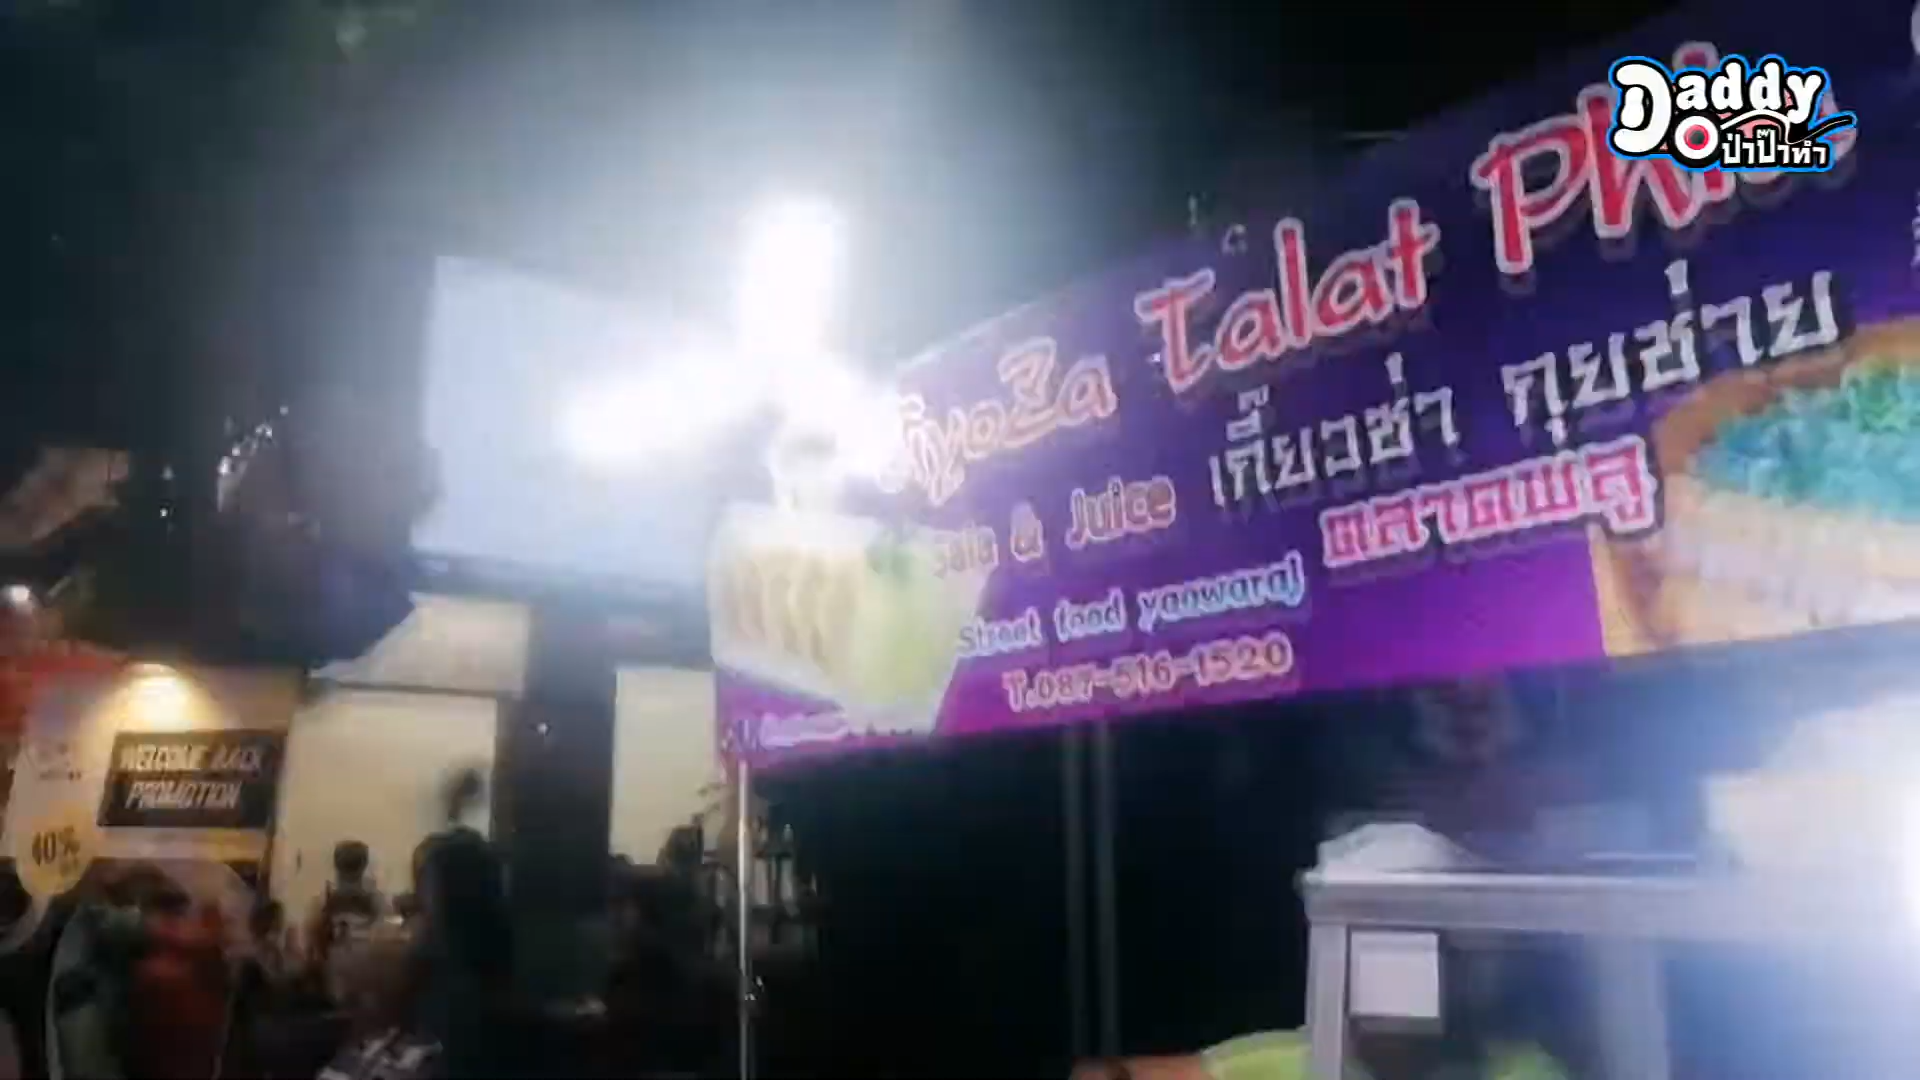 Daddy
ป่าป๊าทำ
Talat
& Juice เกี๊ยวซ่า กุยช่าย
ตลาดพลู
Street food yaowaraj
T.087-516-1520
WELCOME BACK
PROMOTION
40%